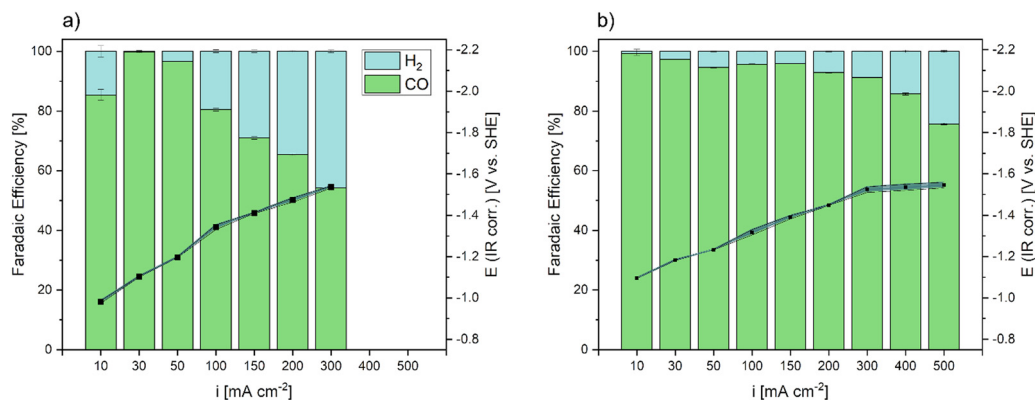 a)
Faradaic Efficiency [%]
100
80
60
40
20
0
H₂
CO
-2.2
-2.0
-1.8
-1.6
-1.4
-1.2
-1.0
-0.8
E (IR corr.) [V vs. SHE]
10 30 50 100 150 200 300 400 500
i [mA cm⁻²]
b)
Faradaic Efficiency [%]
100
80
60
40
20
0
-2.2
-2.0
-1.8
-1.6
-1.4
-1.2
-1.0
-0.8
E (IR corr.) [V vs. SHE]
10 30 50 100 150 200 300 400 500
i [mA cm⁻²]